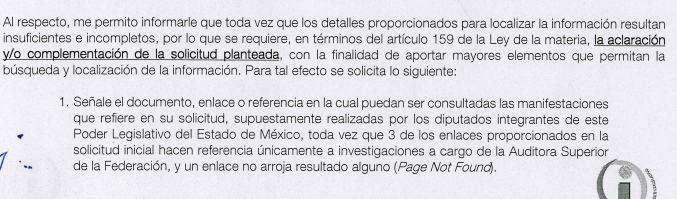 Al respecto, me permito informarle que toda vez que los detalles proporcionados para localizar la información resultan
insuficientes e incompletos, por lo que se requiere, en términos del artículo 159 de la Ley de la materia, la aclaración
y/o complementación de la solicitud planteada, con la finalidad de aportar mayores elementos que permitan la
búsqueda y localización de la información. Para tal efecto se solicita lo siguiente:
1. Señale el documento, enlace o referencia en la cual puedan ser consultadas las manifestaciones
que refiere en su solicitud, supuestamente realizadas por los diputados integrantes de este
Poder Legislativo del Estado de México, toda vez que 3 de los enlaces proporcionados en la
solicitud inicial hacen referencia únicamente a investigaciones a cargo de la Auditora Superior
de la Federación, y un enlace no arroja resultado alguno (Page Not Found).